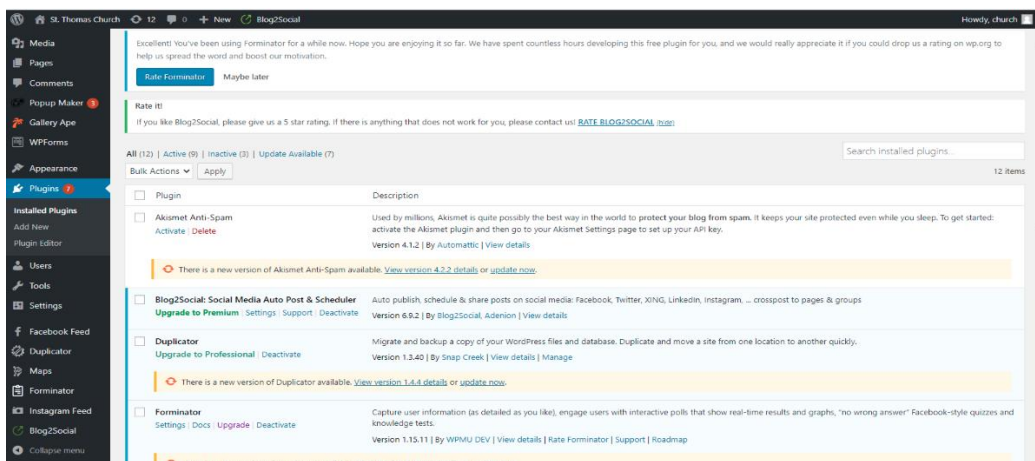 St. Thomas Church 12 0 + New Blog2Social Howdy, church
Media
Pages
Comments
Popup Maker 1
Gallery Ape
WPForms
Appearance
Plugins 7
Installed Plugins
Add New
Plugin Editor
Users
Tools
Settings
Facebook Feed
Duplicator
Maps
Forminator
Instagram Feed
Blog2Social
Collapse menu
Excellent! You've been using Forminator for a while now. Hope you are enjoying it so far. We have spent countless hours developing this free plugin for you, and we would really appreciate it if you could drop us a rating on wp.org to
help us spread the word and boost our motivation.
Rate Forminator Maybe later
Rate it!
If you like Blog2Social, please give us a 5 star rating. If there is anything that does not work for you, please contact us! RATE BLOG2SOCIAL (hide)
All (12) | Active (9) | Inactive (3) | Update Available (7)
Search installed plugins...
Bulk Actions Apply
12 items
Plugin Description
Akismet Anti-Spam
Activate | Delete
Used by millions, Akismet is quite possibly the best way in the world to protect your blog from spam. It keeps your site protected even while you sleep. To get started:
activate the Akismet plugin and then go to your Akismet Settings page to set up your API key.
Version 4.1.2 | By Automattic | View details
There is a new version of Akismet Anti-Spam available. View version 4.2.2 details or update now.
Blog2Social: Social Media Auto Post & Scheduler
Upgrade to Premium | Settings | Support | Deactivate
Auto publish, schedule & share posts on social media: Facebook, Twitter, XING, Linkedin, Instagram, ... crosspost to pages & groups
Version 6.9.2 | By Blog2Social, Adenion | View details
Duplicator
Upgrade to Professional | Deactivate
Migrate and backup a copy of your WordPress files and database. Duplicate and move a site from one location to another quickly.
Version 1.3.40 | By Snap Creek | View details | Manage
There is a new version of Duplicator available. View version 1.4.4 details or update now.
Forminator
Settings | Docs | Upgrade | Deactivate
Capture user information (as detailed as you like), engage users with interactive polls that show real-time results and graphs, "no wrong answer" Facebook-style quizzes and
knowledge tests.
Version 1.15.11 | By WPMU DEV | View details | Rate Forminator | Support | Roadmap